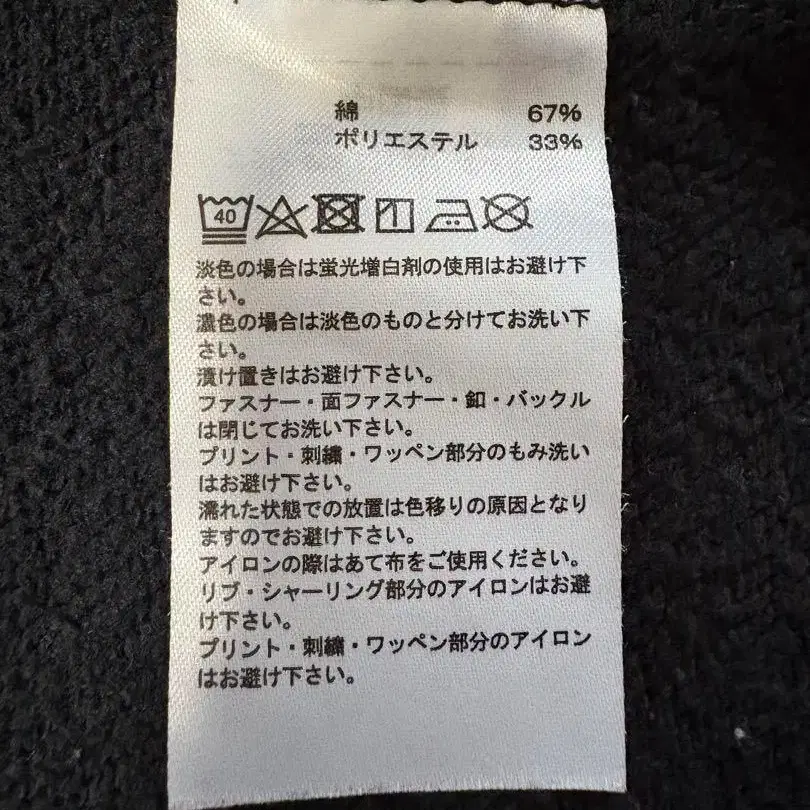 綿 67%
ポリエステル 33%
40
淡色の場合は蛍光増白剤の使用はお避け下
さい。
濃色の場合は淡色のものと分けてお洗い下
さい。
漬け置きはお避け下さい。
ファスナー・面ファスナー・釦・バックル
は閉じてお洗い下さい。
プリント・刺繍・ワッペン部分のもみ洗い
はお避け下さい。
濡れた状態での放置は色移りの原因となり
ますのでお避け下さい。
アイロンの際はあて布をご使用ください。
リブ・シャーリング部分のアイロンはお避
け下さい。
プリント・刺繍・ワッペン部分のアイロン
はお避け下さい。